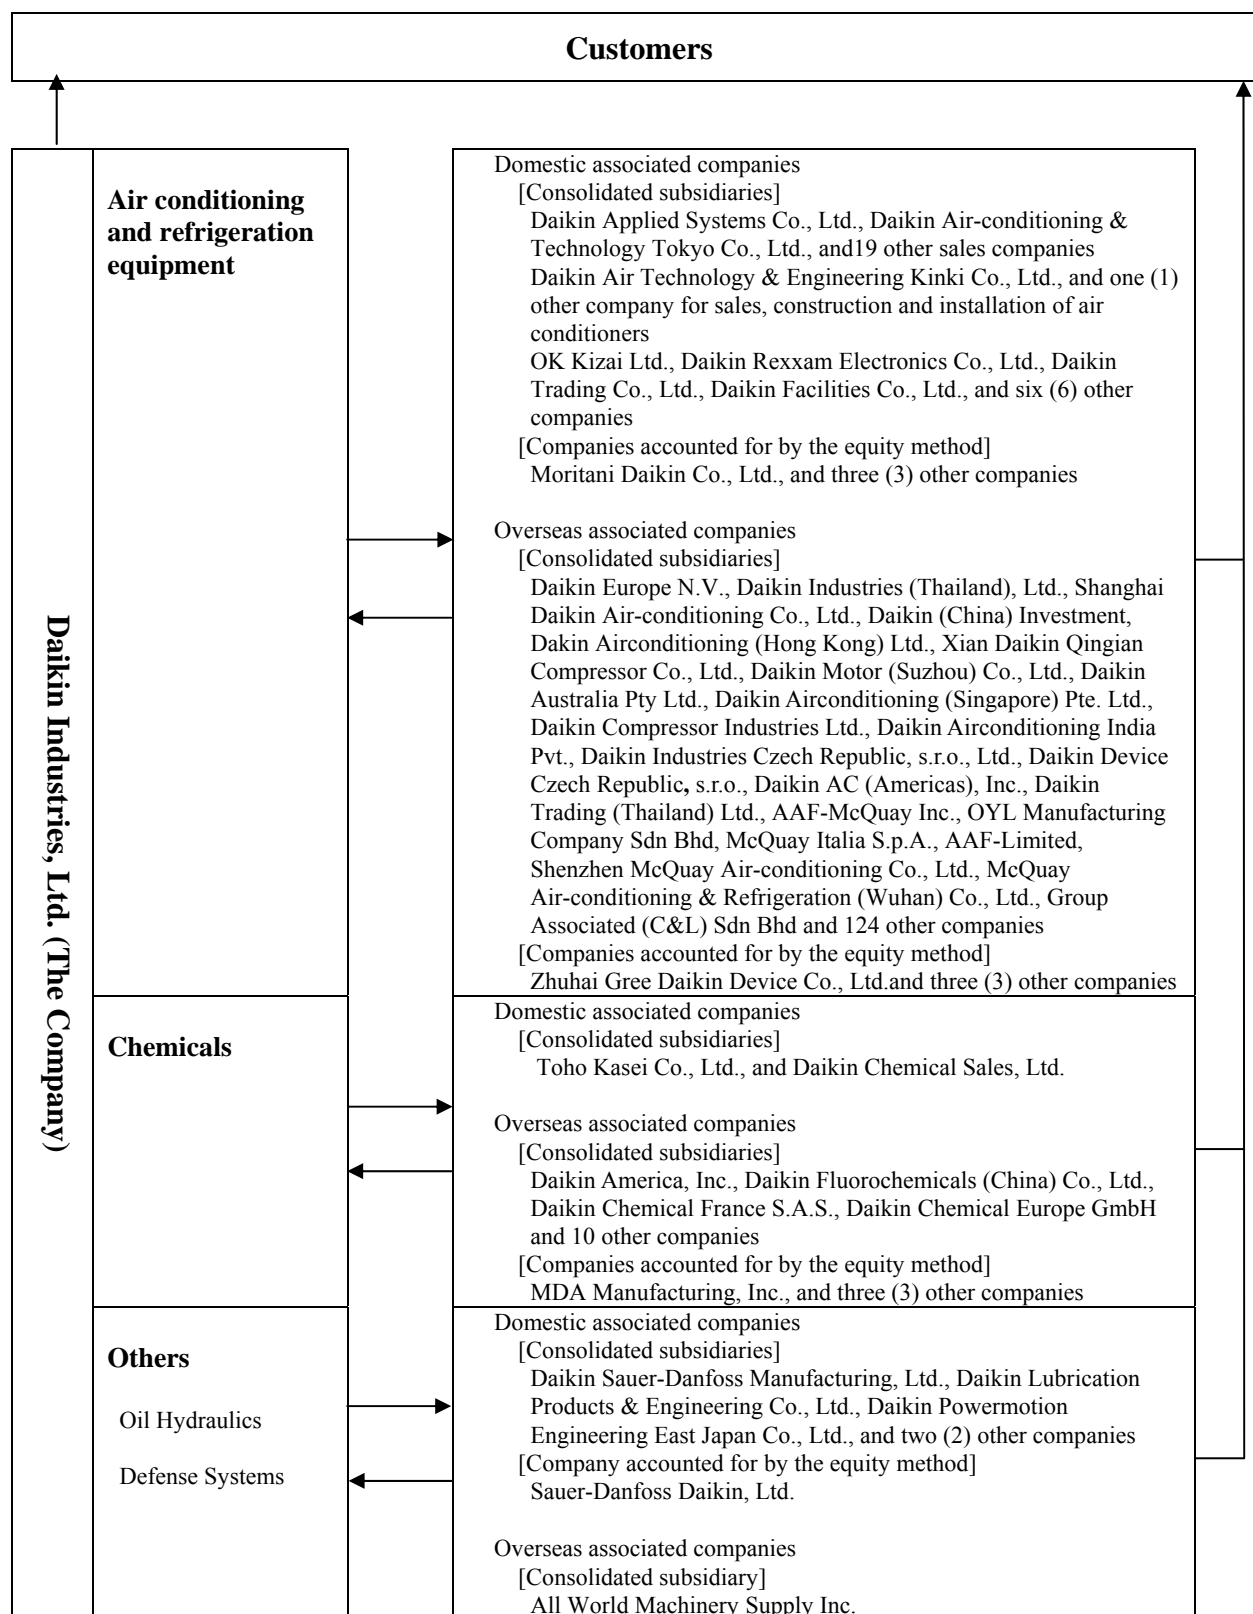 Customers
Daikin Industries, Ltd. (The Company)
Air conditioning
and refrigeration
equipment
Domestic associated companies
[Consolidated subsidiaries]
Daikin Applied Systems Co., Ltd., Daikin Air-conditioning &
Technology Tokyo Co., Ltd., and19 other sales companies
Daikin Air Technology & Engineering Kinki Co., Ltd., and one (1)
other company for sales, construction and installation of air
conditioners
OK Kizai Ltd., Daikin Rexxam Electronics Co., Ltd., Daikin
Trading Co., Ltd., Daikin Facilities Co., Ltd., and six (6) other
companies
[Companies accounted for by the equity method]
Moritani Daikin Co., Ltd., and three (3) other companies
Overseas associated companies
[Consolidated subsidiaries]
Daikin Europe N.V., Daikin Industries (Thailand), Ltd., Shanghai
Daikin Air-conditioning Co., Ltd., Daikin (China) Investment,
Dakin Airconditioning (Hong Kong) Ltd., Xian Daikin Qingian
Compressor Co., Ltd., Daikin Motor (Suzhou) Co., Ltd., Daikin
Australia Pty Ltd., Daikin Airconditioning (Singapore) Pte. Ltd.,
Daikin Compressor Industries Ltd., Daikin Airconditioning India
Pvt., Daikin Industries Czech Republic, s.r.o., Ltd., Daikin Device
Czech Republic, s.r.o., Daikin AC (Americas), Inc., Daikin
Trading (Thailand) Ltd., AAF-McQuay Inc., OYL Manufacturing
Company Sdn Bhd, McQuay Italia S.p.A., AAF-Limited,
Shenzhen McQuay Air-conditioning Co., Ltd., McQuay
Air-conditioning & Refrigeration (Wuhan) Co., Ltd., Group
Associated (C&L) Sdn Bhd and 124 other companies
[Companies accounted for by the equity method]
Zhuhai Gree Daikin Device Co., Ltd.and three (3) other companies
Chemicals
Domestic associated companies
[Consolidated subsidiaries]
Toho Kasei Co., Ltd., and Daikin Chemical Sales, Ltd.
Overseas associated companies
[Consolidated subsidiaries]
Daikin America, Inc., Daikin Fluorochemicals (China) Co., Ltd.,
Daikin Chemical France S.A.S., Daikin Chemical Europe GmbH
and 10 other companies
[Companies accounted for by the equity method]
MDA Manufacturing, Inc., and three (3) other companies
Others
Oil Hydraulics
Defense Systems
Domestic associated companies
[Consolidated subsidiaries]
Daikin Sauer-Danfoss Manufacturing, Ltd., Daikin Lubrication
Products & Engineering Co., Ltd., Daikin Powermotion
Engineering East Japan Co., Ltd., and two (2) other companies
[Company accounted for by the equity method]
Sauer-Danfoss Daikin, Ltd.
Overseas associated companies
[Consolidated subsidiary]
All World Machinery Supply Inc.